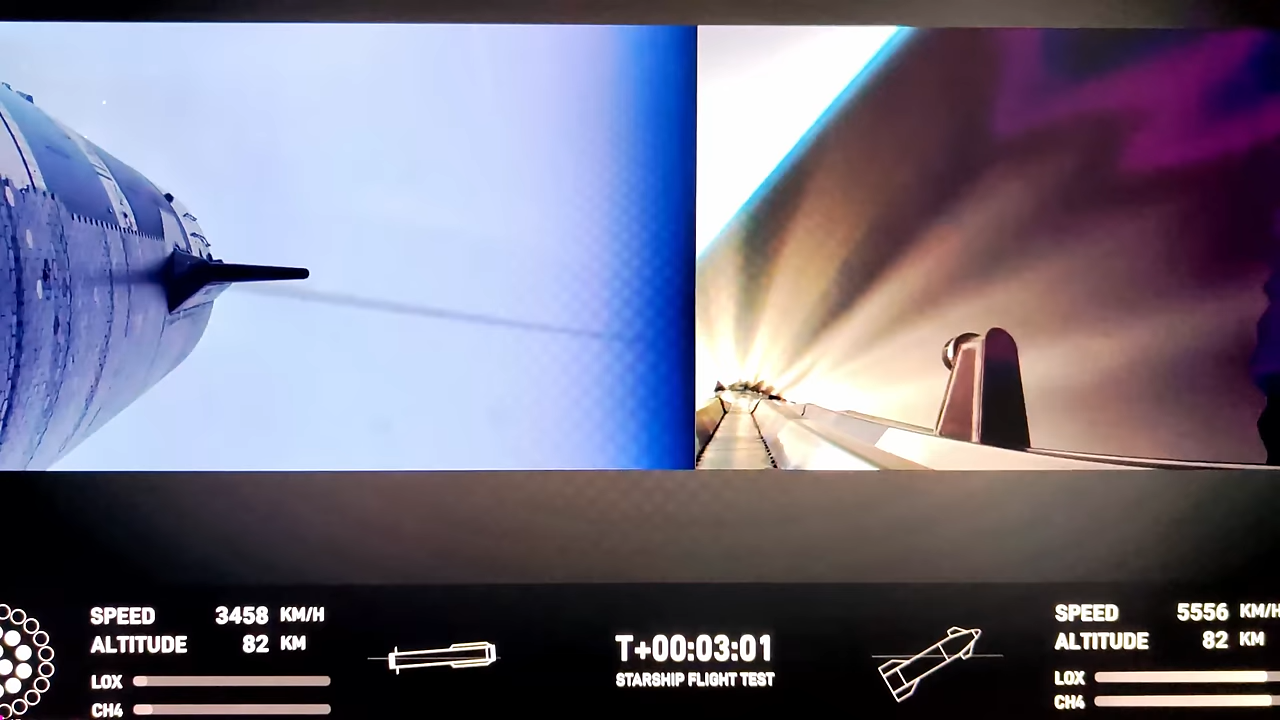 SPEED 3458 KM/H
ALTITUDE 82 KM
LOX
CH4
T+00:03:01
STARSHIP FLIGHT TEST
SPEED 5556 KM/H
ALTITUDE 82 KM
LOX
CH4